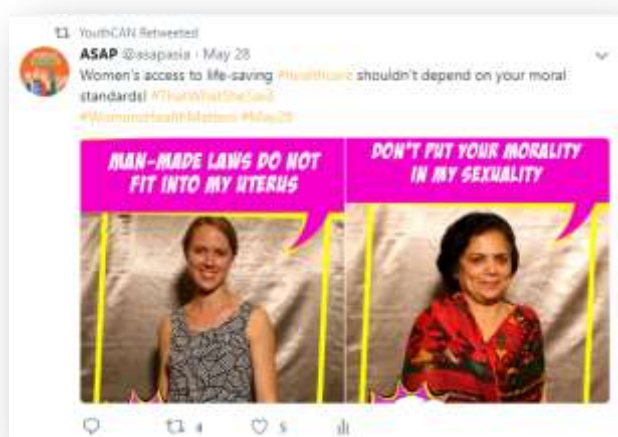 YouthCAN Retweeted
ASAP @asapasia · May 28
Women's access to life-saving #healthcare shouldn't depend on your moral
standards! #ThatWhatSheSaid
#WomensHealthMatters #May28
MAN-MADE LAWS DO NOT
FIT INTO MY UTERUS
DON'T PUT YOUR MORALITY
IN MY SEXUALITY
4
5